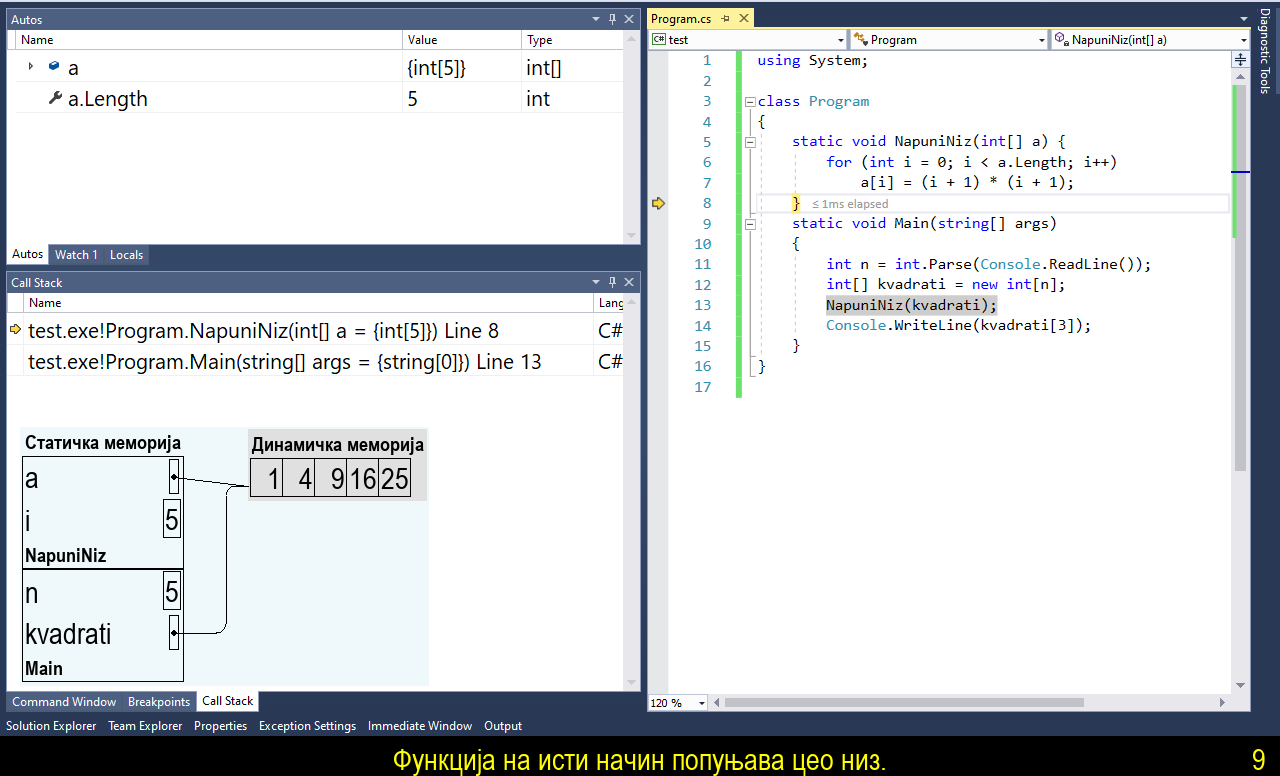 Autos
Name Value Type
a {int[5]} int[]
a.Length 5 int
Autos Watch 1 Locals
Call Stack
Name Lang
test.exe!Program.NapuniNiz(int[] a = {int[5]}) Line 8 C#
test.exe!Program.Main(string[] args = {string[0]}) Line 13 C#
Статичка меморија
a
i 5
NapuniNiz
n 5
kvadrati
Main
Динамичка меморија
1 4 9 16 25
Command Window Breakpoints Call Stack
Solution Explorer Team Explorer Properties Exception Settings Immediate Window Output
Program.cs
C# test Program NapuniNiz(int[] a)
1 using System;
2
3 class Program
4 {
5 static void NapuniNiz(int[] a) {
6 for (int i = 0; i < a.Length; i++)
7 a[i] = (i + 1) * (i + 1);
8 } ≤ 1ms elapsed
9 static void Main(string[] args)
10 {
11 int n = int.Parse(Console.ReadLine());
12 int[] kvadrati = new int[n];
13 NapuniNiz(kvadrati);
14 Console.WriteLine(kvadrati[3]);
15 }
16 }
17
120 %
Diagnostic Tools
Функција на исти начин попуњава цео низ. 9